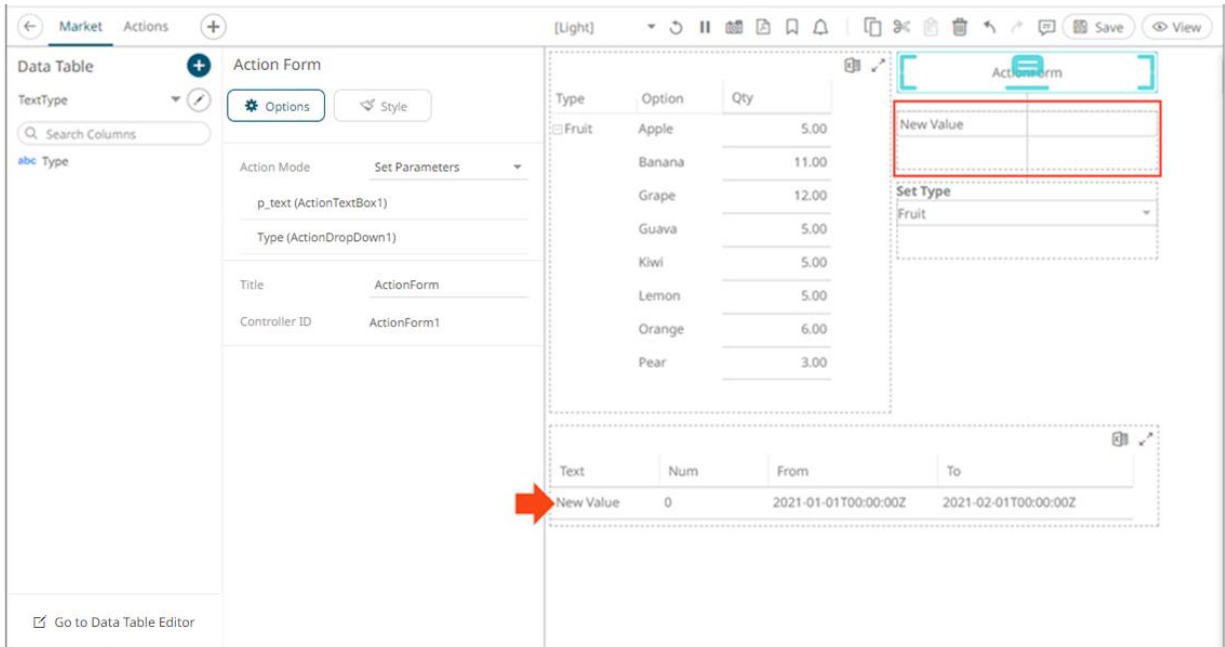 Market Actions [Light] Save View
Data Table
TextType
Search Columns
abc Type
Go to Data Table Editor
Action Form
Options Style
Action Mode Set Parameters
p_text (ActionTextBox1)
Type (ActionDropDown1)
Title ActionForm
Controller ID ActionForm1
Type Option Qty
Fruit Apple 5.00
Banana 11.00
Grape 12.00
Guava 5.00
Kiwi 5.00
Lemon 5.00
Orange 6.00
Pear 3.00
ActionForm
New Value
Set Type
Fruit
Text Num From To
New Value 0 2021-01-01T00:00:00Z 2021-02-01T00:00:00Z